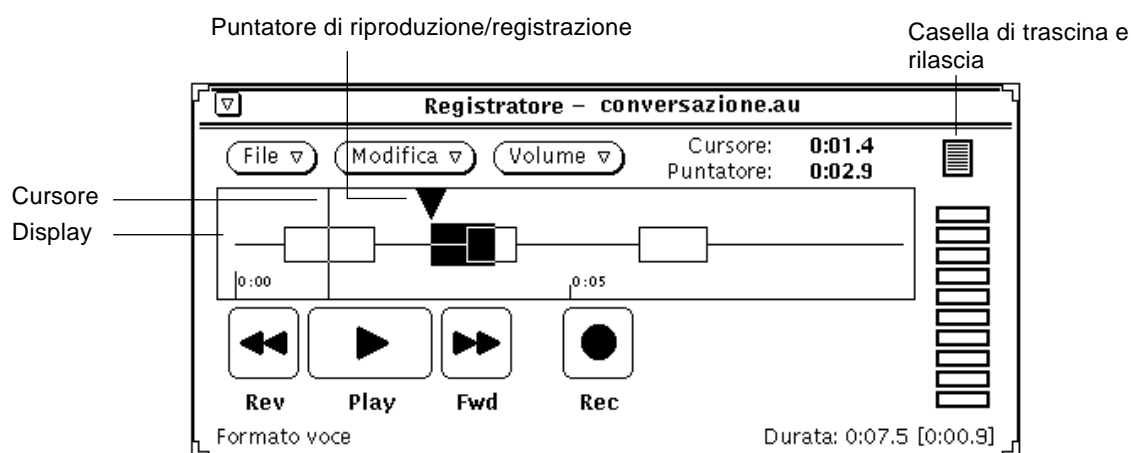 Puntatore di riproduzione/registrazione
Casella di trascina e
rilascia
Registratore – conversazione.au
File Modifica Volume Cursore: 0:01.4
Puntatore: 0:02.9
Cursore
Display
0:00 0:05
Rev Play Fwd Rec
Formato voce Durata: 0:07.5 [0:00.9]